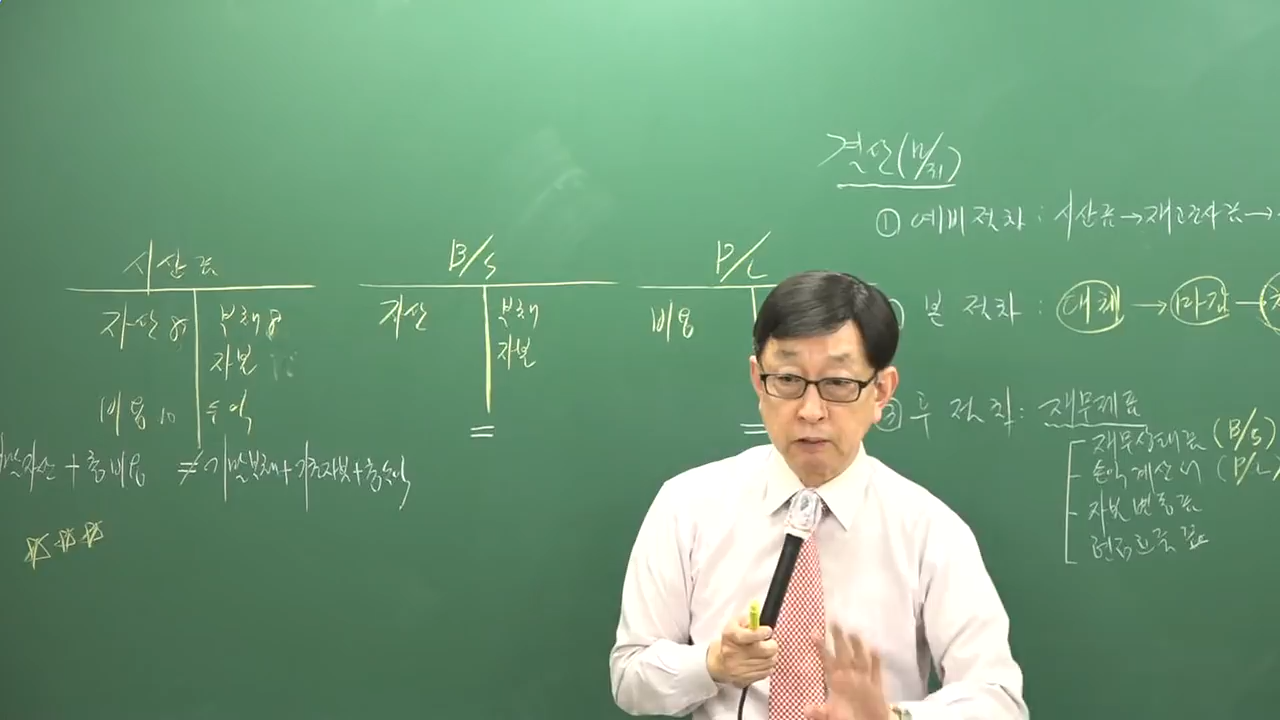 시산표
자산 80 부채 8
자본
비용 10 수익
말자산 + 총비용 = 기말부채 + 기초자본 + 총수익
☆☆☆
B/S
자산 부채
자본
P/L
비용
결산(12/31)
① 예비절차 : 시산표 → 재고조사표 →
본 절차 : 대체 → 마감 →
③ 후 절차 : 재무제표
재무상태표 (B/S)
손익계산서 (P/L)
자본변동표
현금흐름표